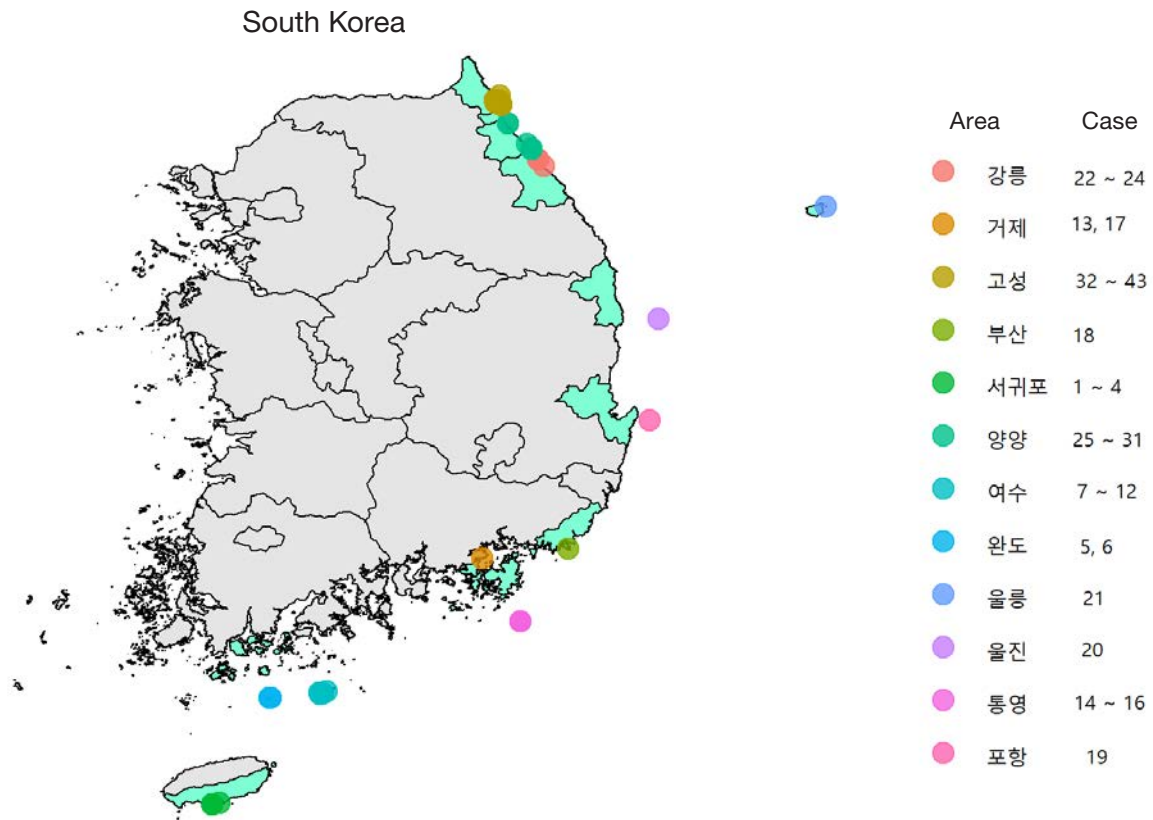 South Korea
Area Case
강릉 22 ~ 24
거제 13, 17
고성 32 ~ 43
부산 18
서귀포 1 ~ 4
양양 25 ~ 31
여수 7 ~ 12
완도 5, 6
울릉 21
울진 20
통영 14 ~ 16
포항 19